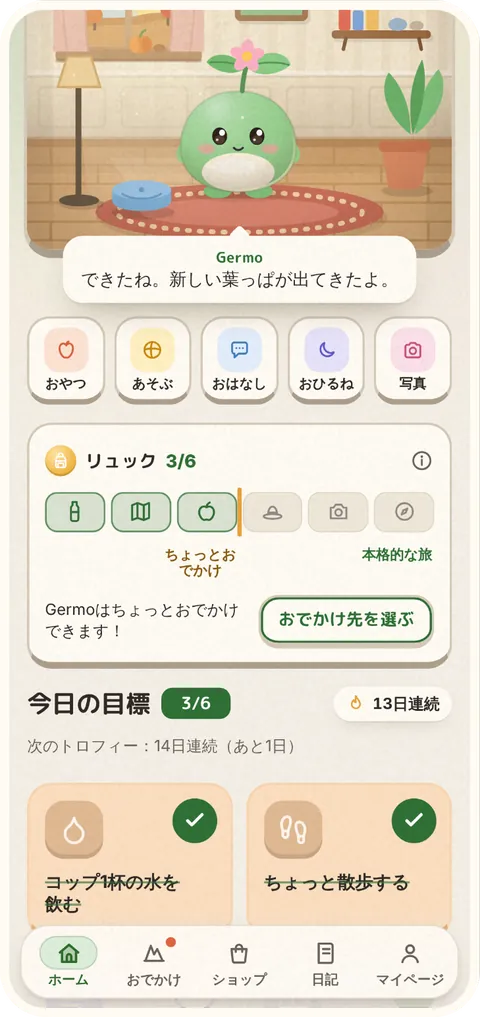 Germo
できたね。新しい葉っぱが出てきたよ。
おやつ
あそぶ
おはなし
おひるね
写真
リュック 3/6
ちょっとお
でかけ
本格的な旅
Germoはちょっとおでかけ
できます！
おでかけ先を選ぶ
今日の目標 3/6
13日連続
次のトロフィー：14日連続（あと1日）
コップ1杯の水を
飲む
ちょっと散歩する
ホーム
おでかけ
ショップ
日記
マイページ